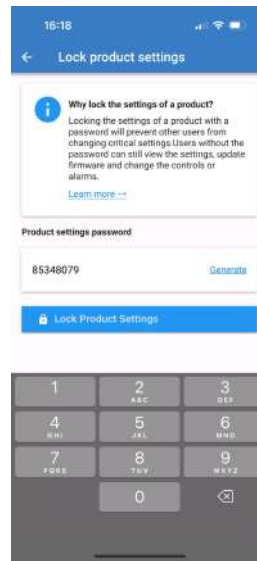 16:18
Lock product settings
Why lock the settings of a product?
Locking the settings of a product with a
password will prevent other users from
changing critical settings.Users without the
password can still view the settings, update
firmware and change the controls or
alarms.
Learn more →
Product settings password
85348079 Generate
Lock Product Settings
1 2 3
ABC DEF
4 5 6
GHI JKL MNO
7 8 9
PQRS TUV WXYZ
0